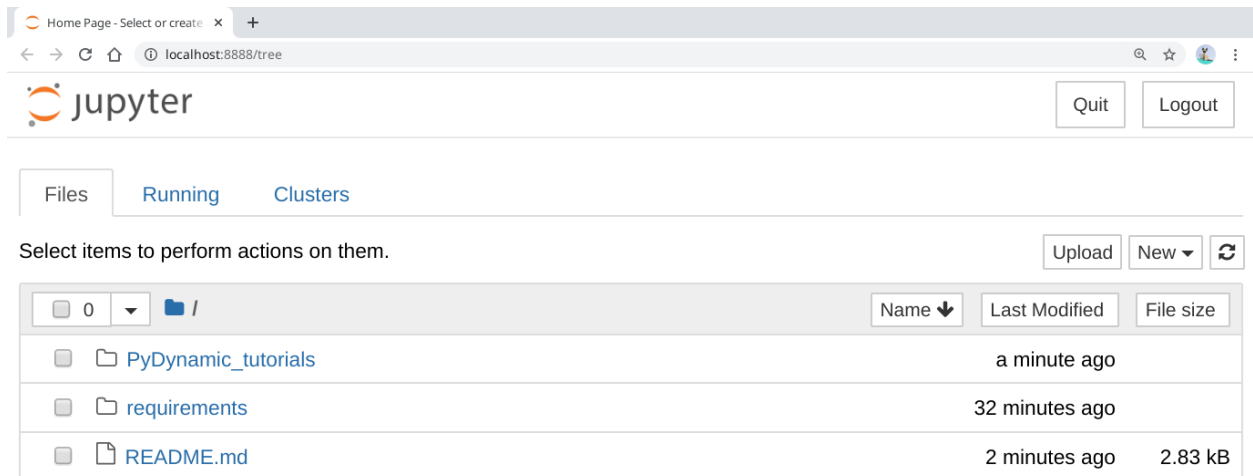 Home Page - Select or create
localhost:8888/tree
jupyter
Quit
Logout
Files
Running
Clusters
Select items to perform actions on them.
Upload
New
0
/
Name
Last Modified
File size
PyDynamic_tutorials
a minute ago
requirements
32 minutes ago
README.md
2 minutes ago
2.83 kB